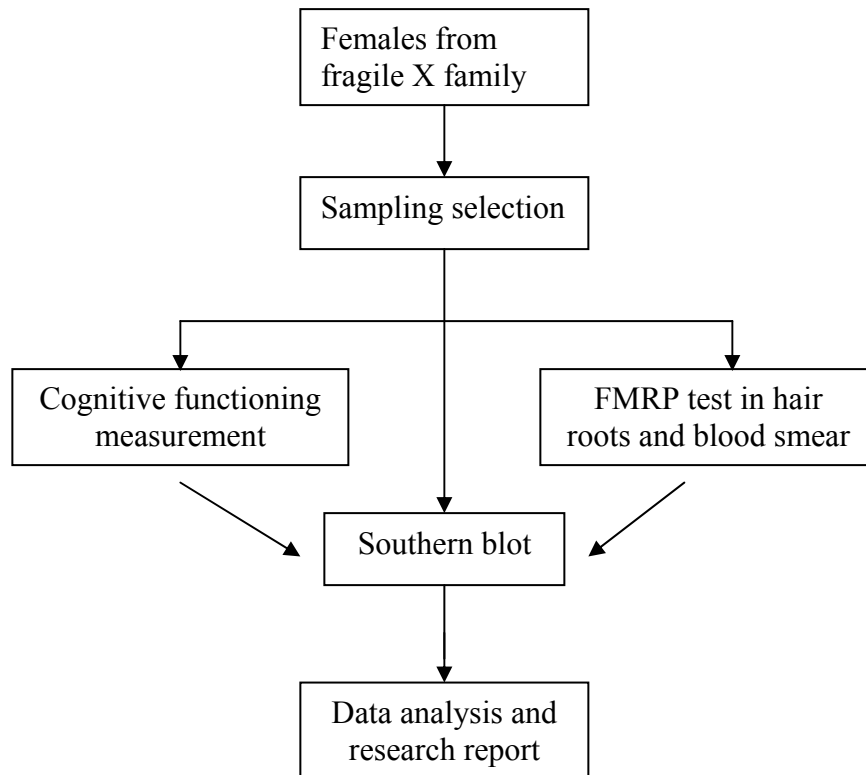 Females from
fragile X family
Sampling selection
Cognitive functioning
measurement
FMRP test in hair
roots and blood smear
Southern blot
Data analysis and
research report